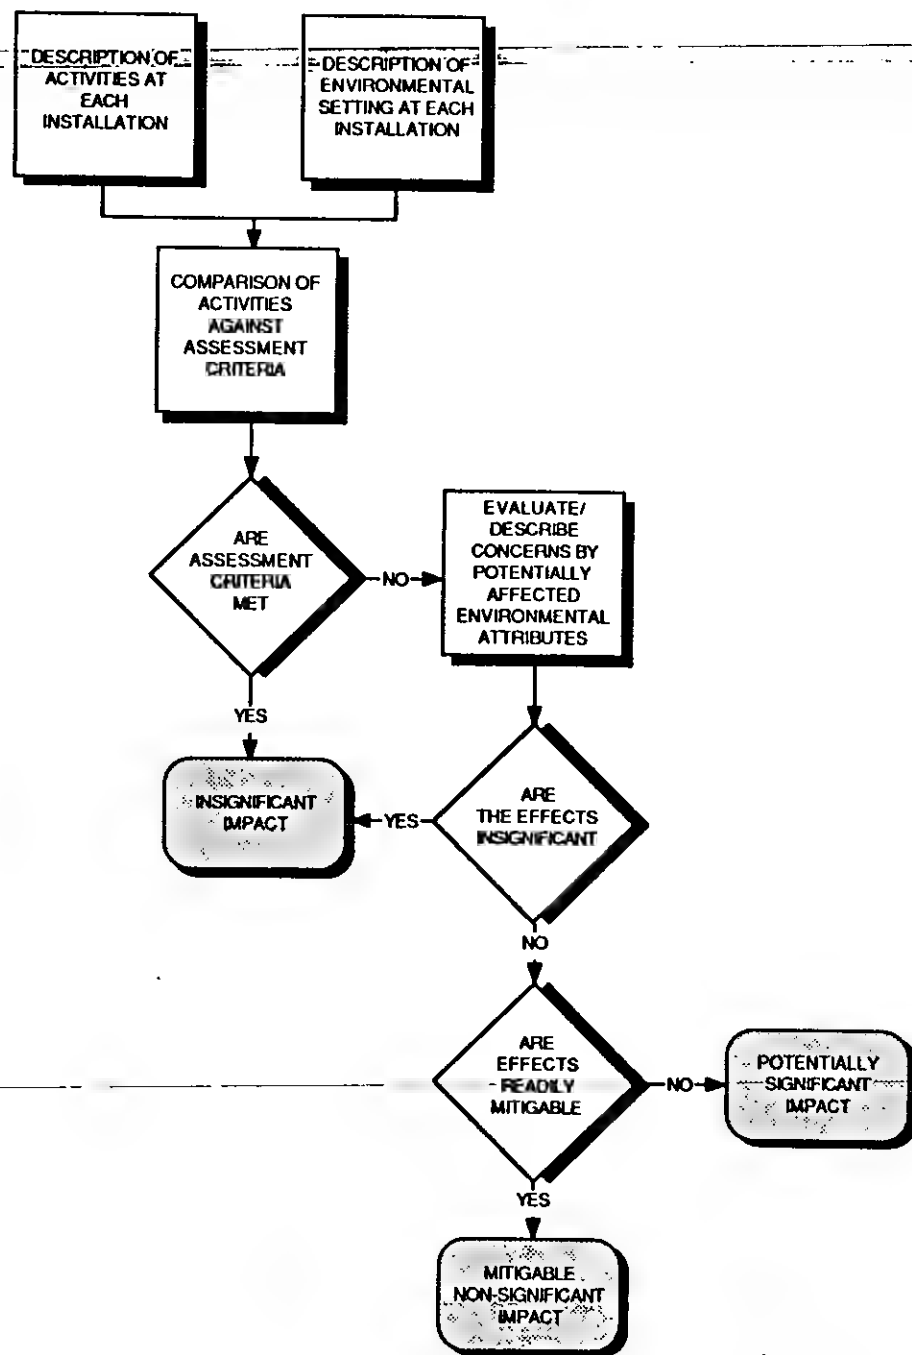 DESCRIPTION OF
ACTIVITIES AT
EACH
INSTALLATION
DESCRIPTION OF
ENVIRONMENTAL
SETTING AT EACH
INSTALLATION
COMPARISON OF
ACTIVITIES
AGAINST
ASSESSMENT
CRITERIA
ARE
ASSESSMENT
CRITERIA
MET
NO
EVALUATE/
DESCRIBE
CONCERNS BY
POTENTIALLY
AFFECTED
ENVIRONMENTAL
ATTRIBUTES
YES
INSIGNIFICANT
IMPACT
YES
ARE
THE EFFECTS
INSIGNIFICANT
NO
ARE
EFFECTS
READILY
MITIGABLE
NO
POTENTIALLY
SIGNIFICANT
IMPACT
YES
MITIGABLE
NON-SIGNIFICANT
IMPACT